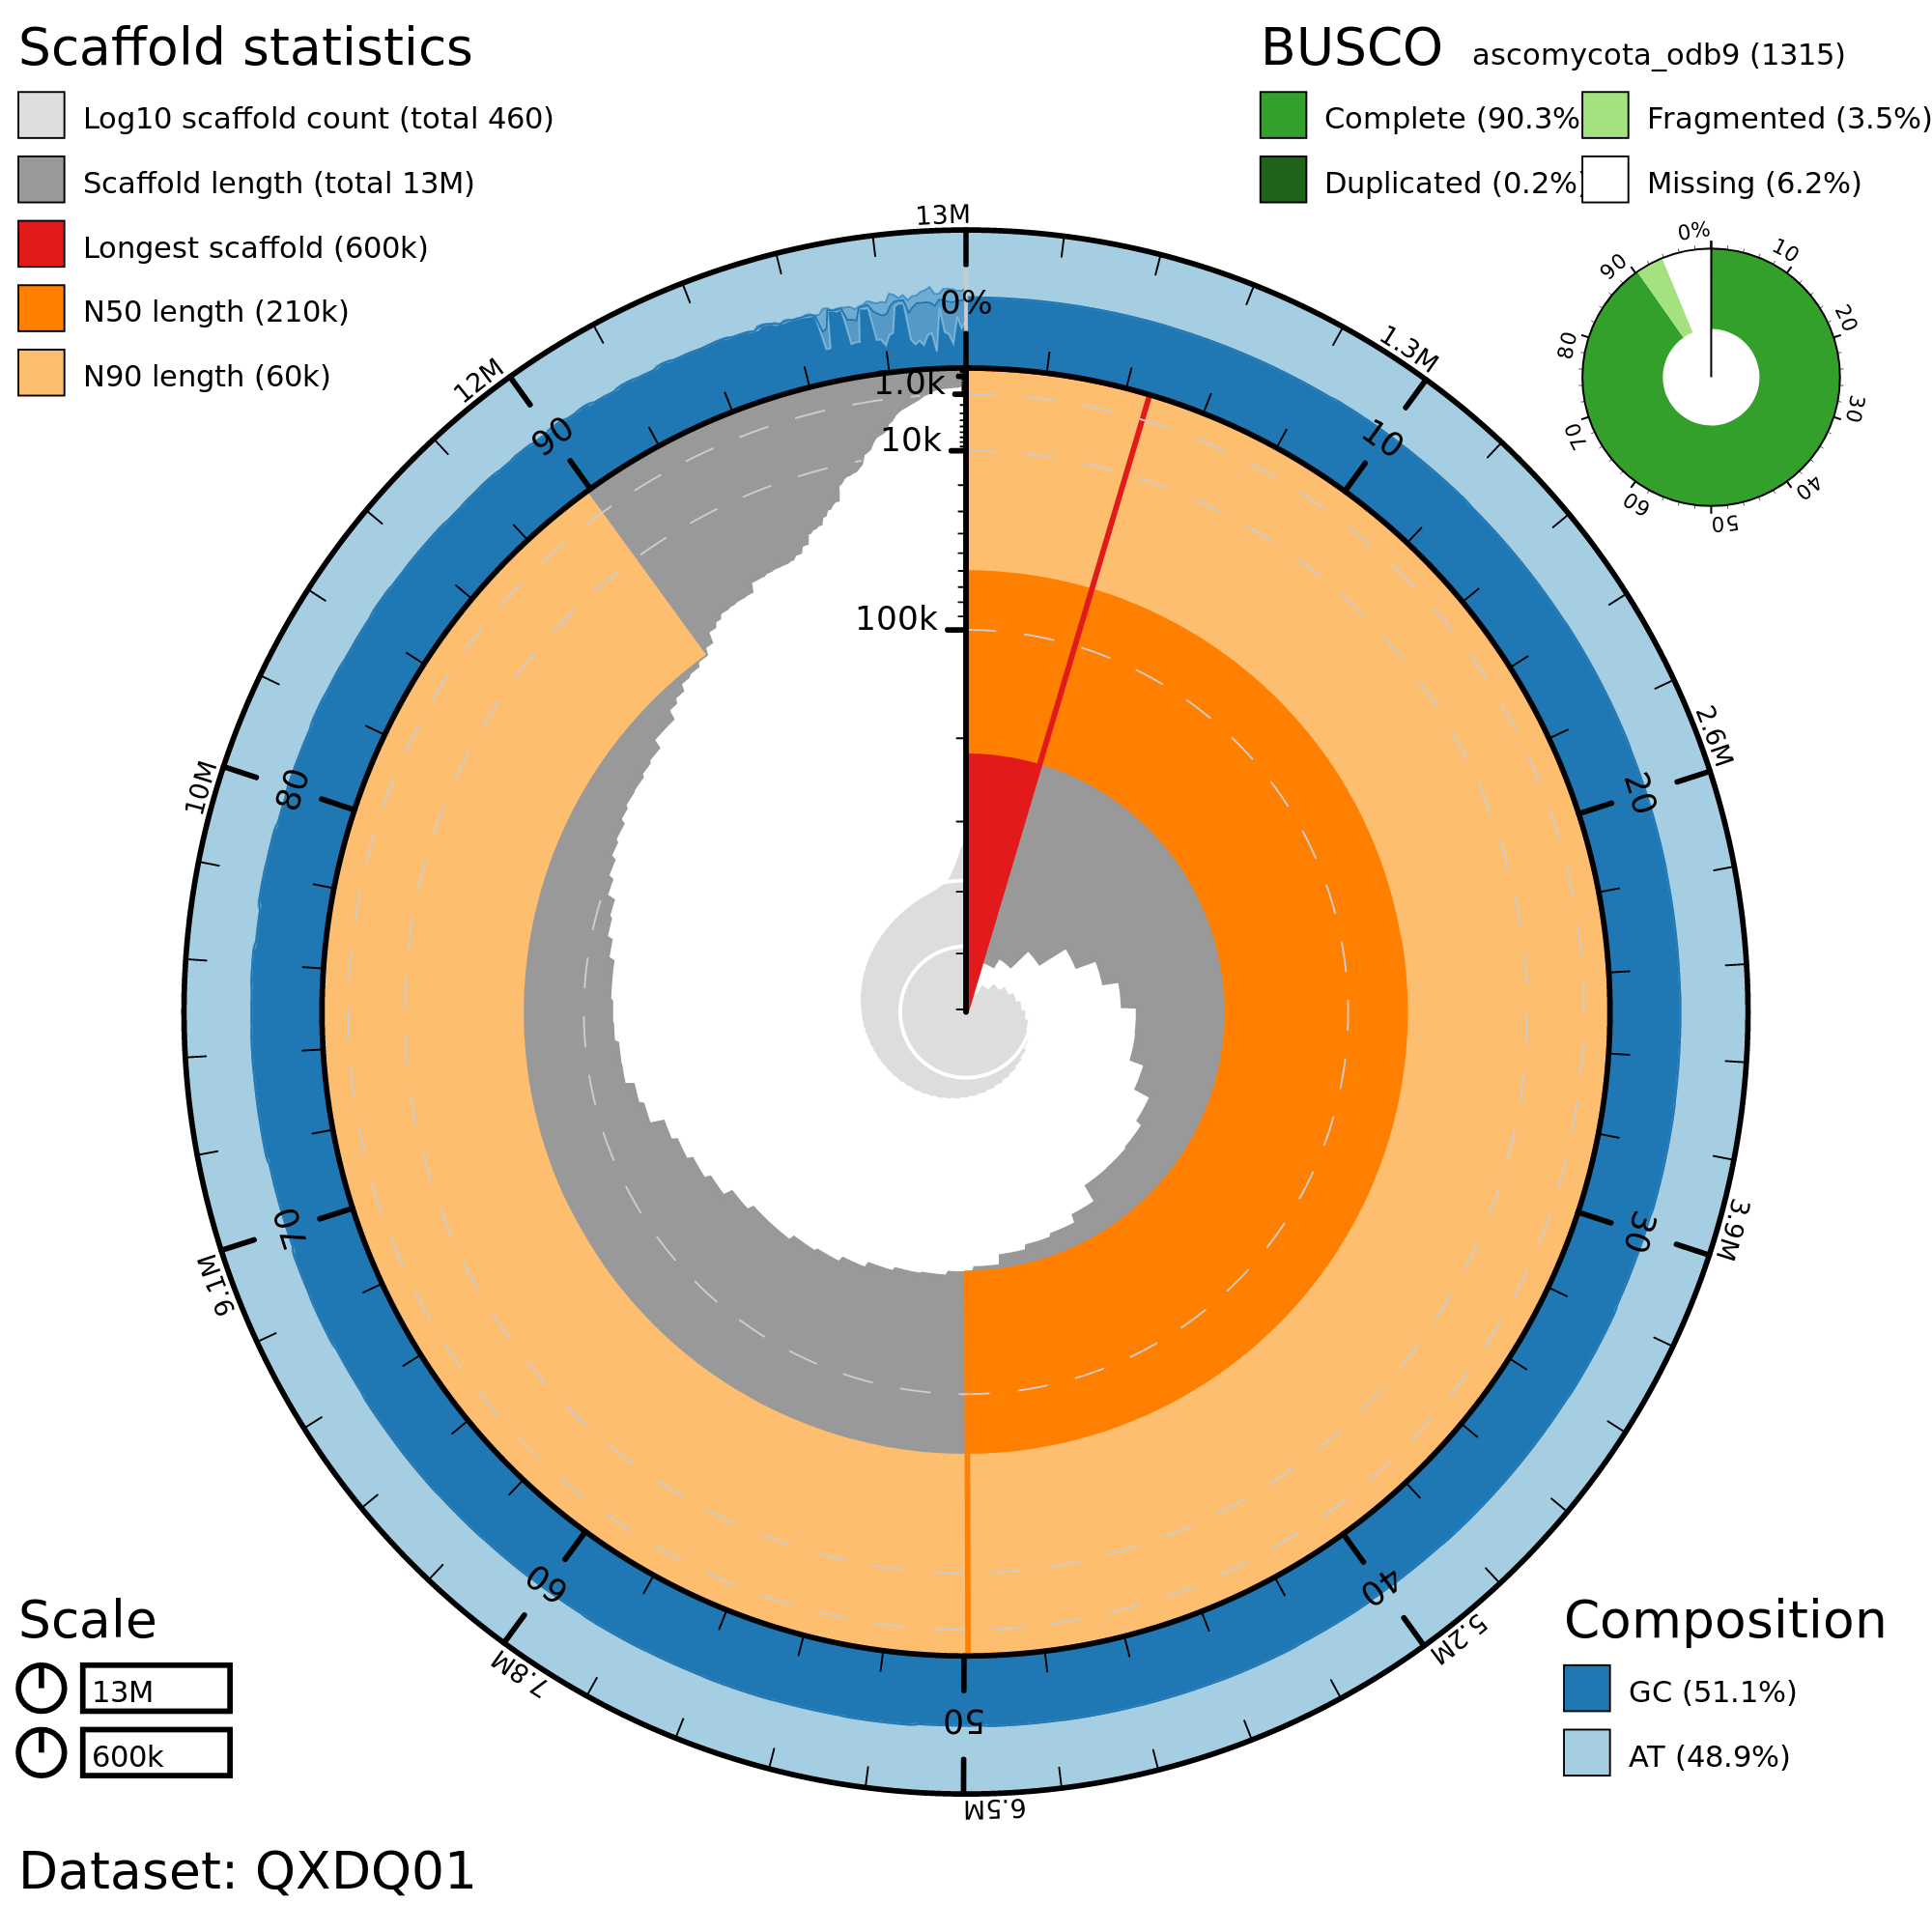 Scaffold statistics
Log10 scaffold count (total 460)
Scaffold length (total 13M)
Longest scaffold (600k)
N50 length (210k)
N90 length (60k)
BUSCO ascomycota_odb9 (1315)
Complete (90.3%
Fragmented (3.5%)
Duplicated (0.2%)
Missing (6.2%)
0%
10
20
30
40
50
60
70
80
90
13M
1.3M
2.6M
3.9M
5.2M
6.5M
7.8M
9.1M
10M
12M
0%
10
20
30
40
50
60
70
80
90
1.0k
10k
100k
Scale
13M
600k
Composition
GC (51.1%)
AT (48.9%)
Dataset: QXDQ01